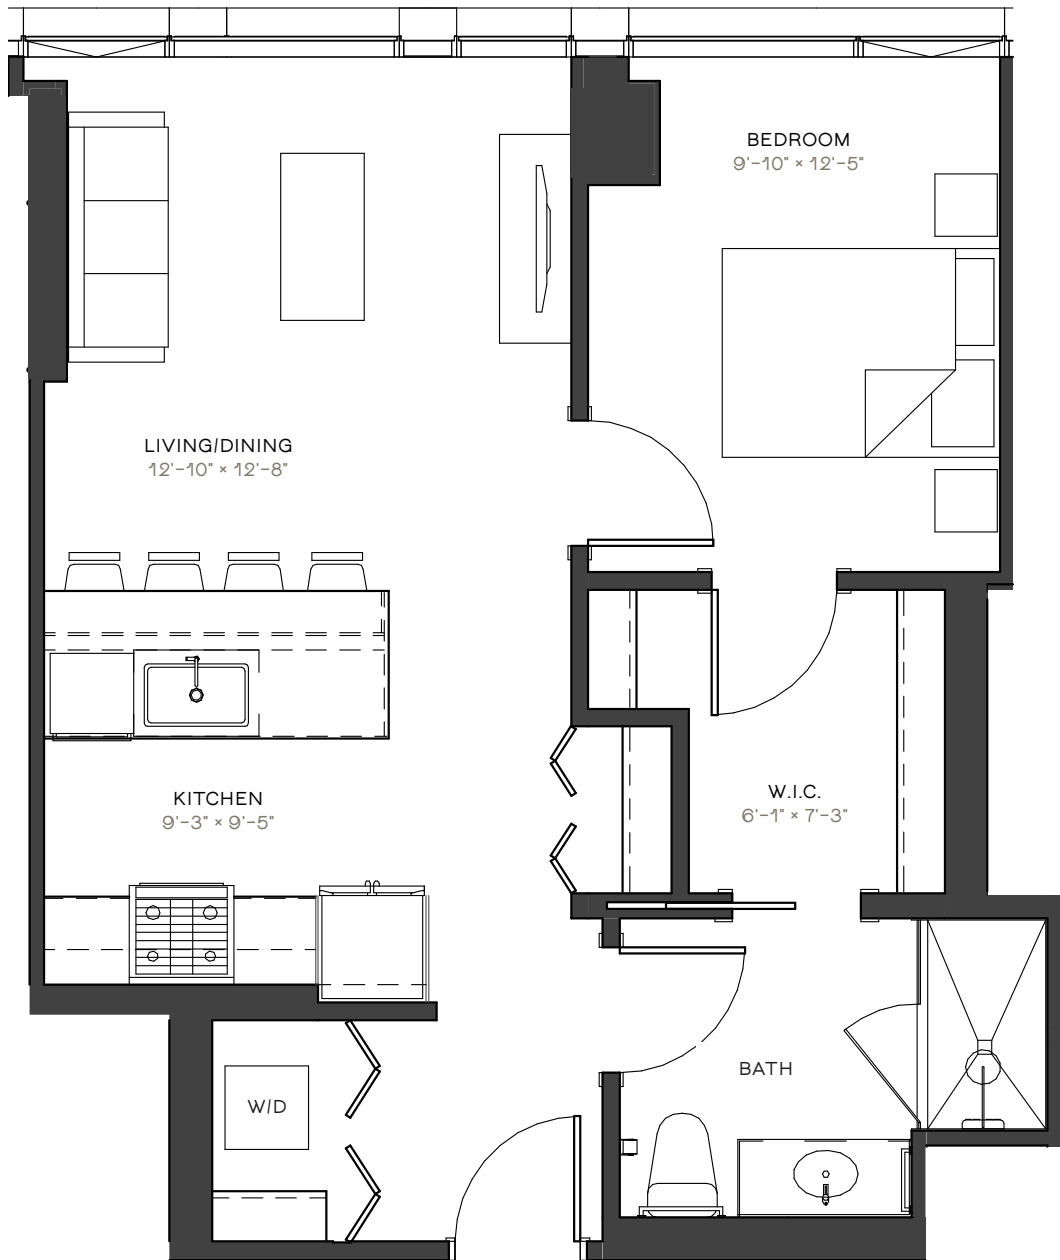 BEDROOM
9'-10" × 12'-5"
LIVING/DINING
12'-10" × 12'-8"
KITCHEN
9'-3" × 9'-5"
W.I.C.
6'-1" × 7'-3"
BATH
W/D